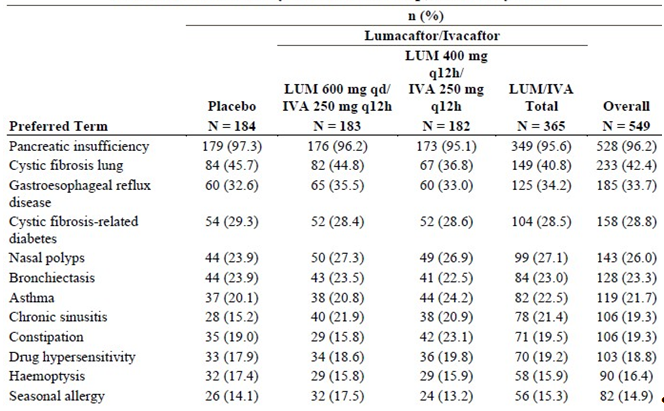 n (%)
Lumacaftor/Ivacaftor
LUM 400 mg
q12h/
LUM 600 mg qd/ IVA 250 mg LUM/IVA
Placebo IVA 250 mg q12h q12h Total Overall
Preferred Term N = 184 N = 183 N = 182 N = 365 N = 549
Pancreatic insufficiency 179 (97.3) 176 (96.2) 173 (95.1) 349 (95.6) 528 (96.2)
Cystic fibrosis lung 84 (45.7) 82 (44.8) 67 (36.8) 149 (40.8) 233 (42.4)
Gastroesophageal reflux 60 (32.6) 65 (35.5) 60 (33.0) 125 (34.2) 185 (33.7)
disease
Cystic fibrosis-related 54 (29.3) 52 (28.4) 52 (28.6) 104 (28.5) 158 (28.8)
diabetes
Nasal polyps 44 (23.9) 50 (27.3) 49 (26.9) 99 (27.1) 143 (26.0)
Bronchiectasis 44 (23.9) 43 (23.5) 41 (22.5) 84 (23.0) 128 (23.3)
Asthma 37 (20.1) 38 (20.8) 44 (24.2) 82 (22.5) 119 (21.7)
Chronic sinusitis 28 (15.2) 40 (21.9) 38 (20.9) 78 (21.4) 106 (19.3)
Constipation 35 (19.0) 29 (15.8) 42 (23.1) 71 (19.5) 106 (19.3)
Drug hypersensitivity 33 (17.9) 34 (18.6) 36 (19.8) 70 (19.2) 103 (18.8)
Haemoptysis 32 (17.4) 29 (15.8) 29 (15.9) 58 (15.9) 90 (16.4)
Seasonal allergy 26 (14.1) 32 (17.5) 24 (13.2) 56 (15.3) 82 (14.9)